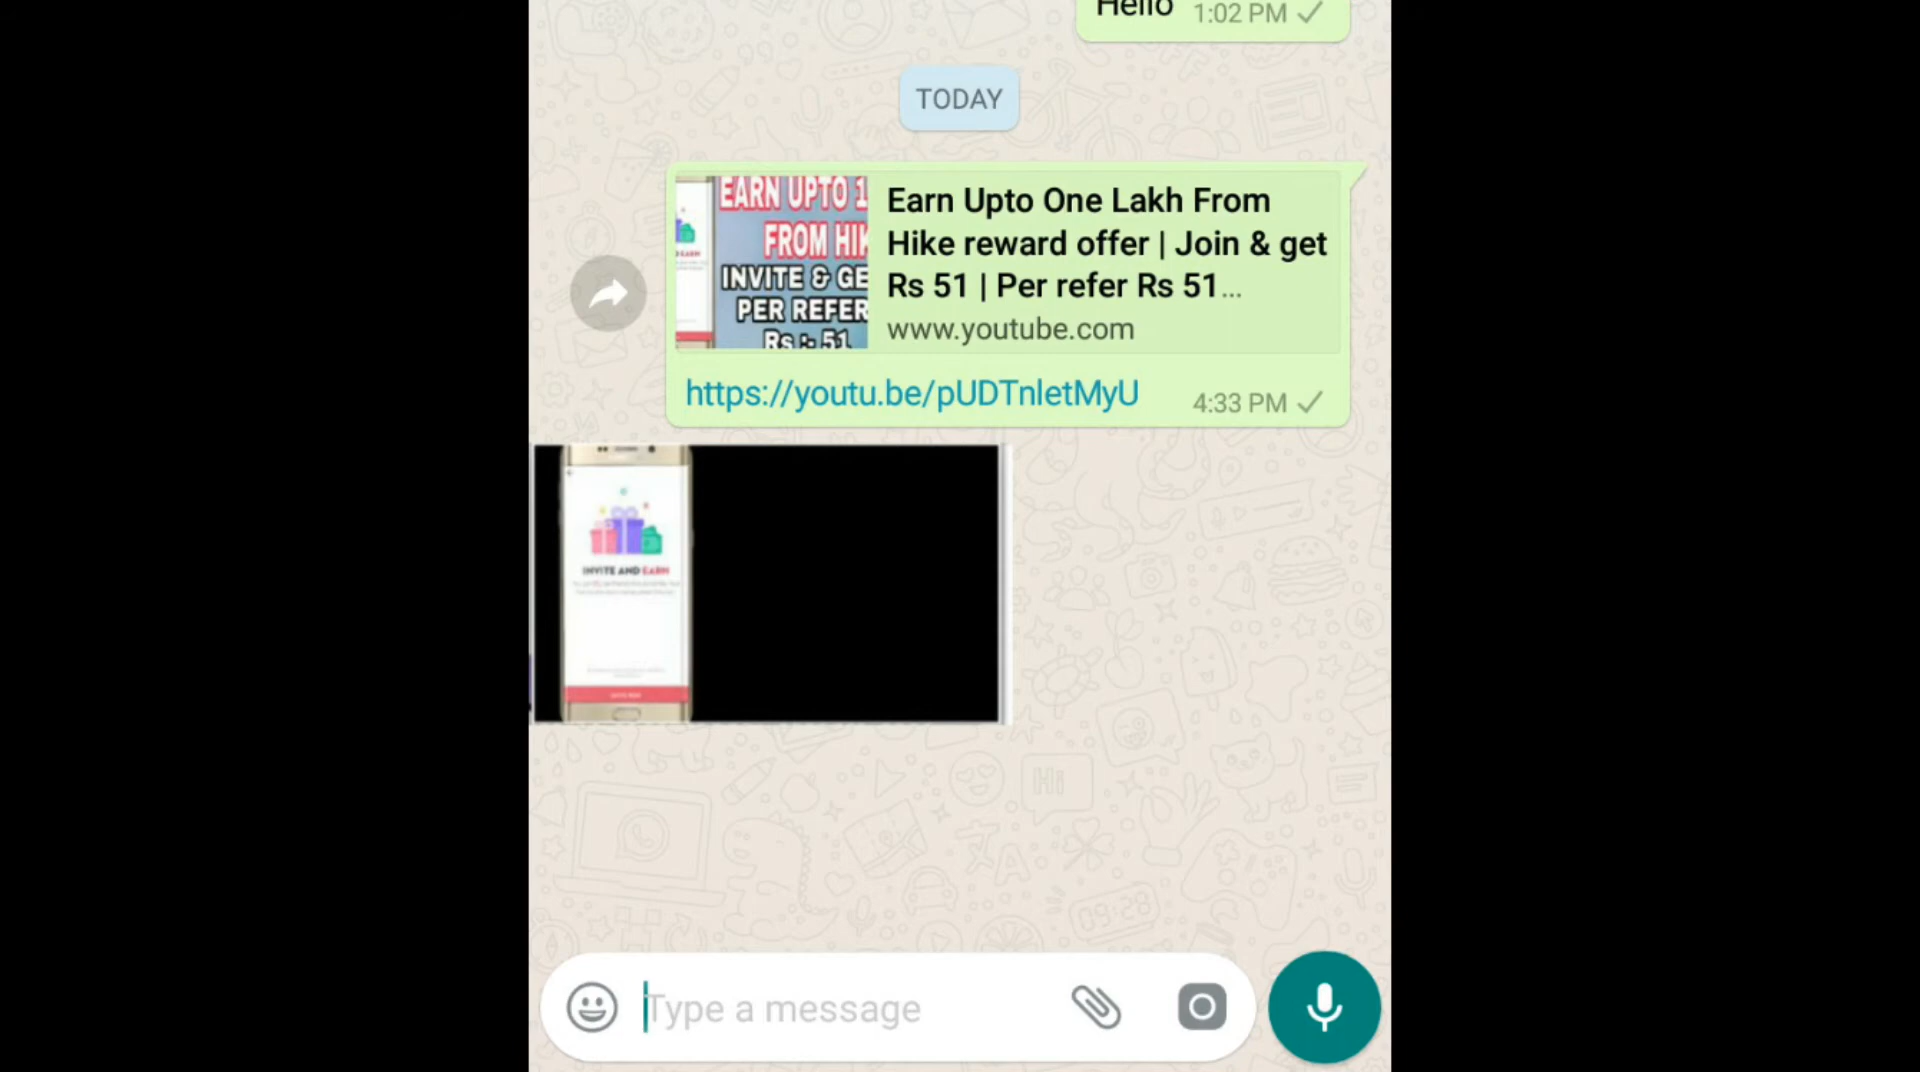 Hello 1:02 PM
TODAY
EARN UPTO 1
FROM HIK
INVITE & GE
PER REFER
Rs :- 51
Earn Upto One Lakh From
Hike reward offer | Join & get
Rs 51 | Per refer Rs 51...
www.youtube.com
https://youtu.be/pUDTnletMyU 4:33 PM
INVITE AND EARN
Type a message